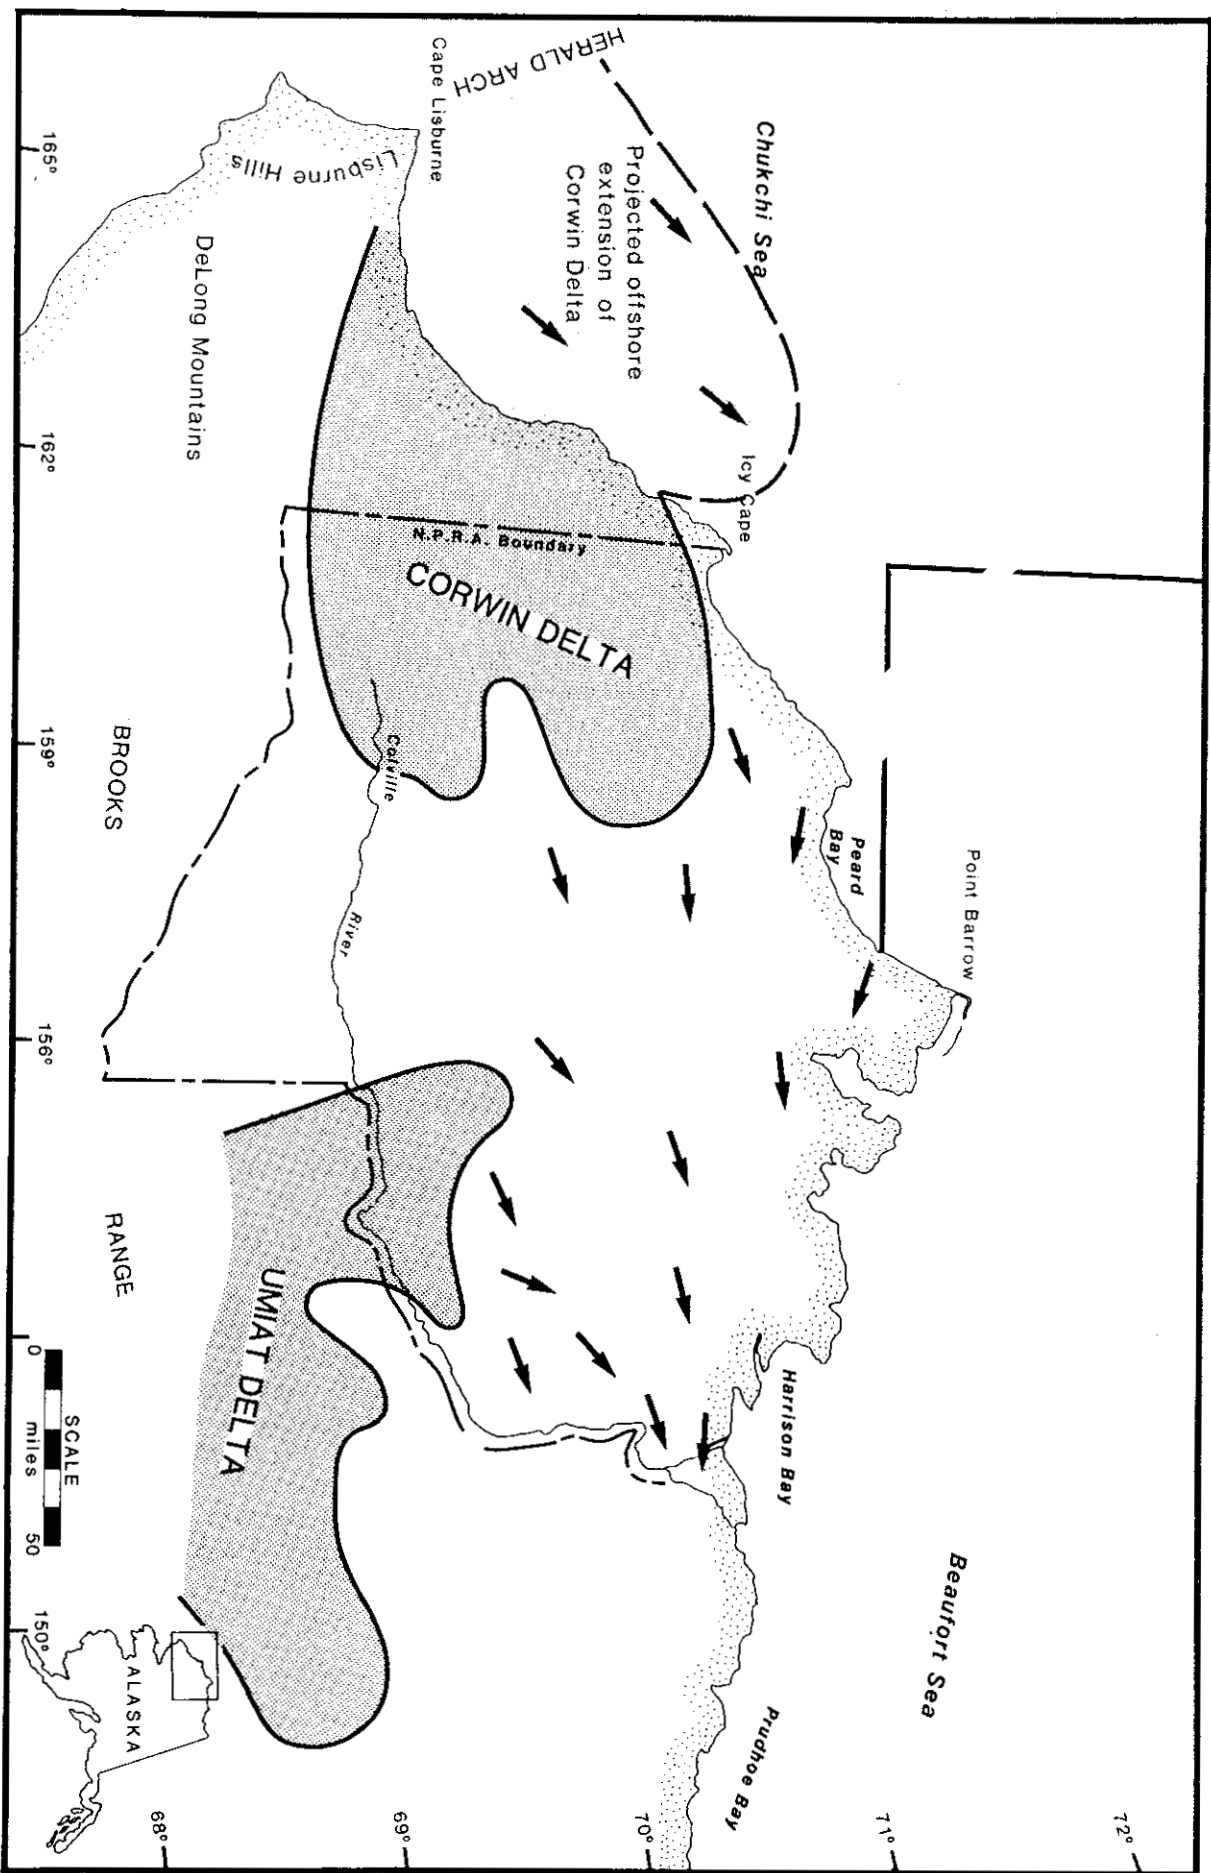 HERALD ARCH
Cape Lisburne
Chukchi Sea
Projected offshore
extension of
Corwin Delta
Lisburne Hills
DeLong Mountains
Icy Cape
N.P.R.A. Boundary
CORWIN DELTA
Colville
River
Peard
Bay
Point Barrow
BROOKS
RANGE
UMIAT DELTA
Harrison Bay
Beaufort Sea
Prudhoe Bay
165°
162°
159°
156°
150°
72°
71°
70°
69°
68°
SCALE
0
miles
50
ALASKA